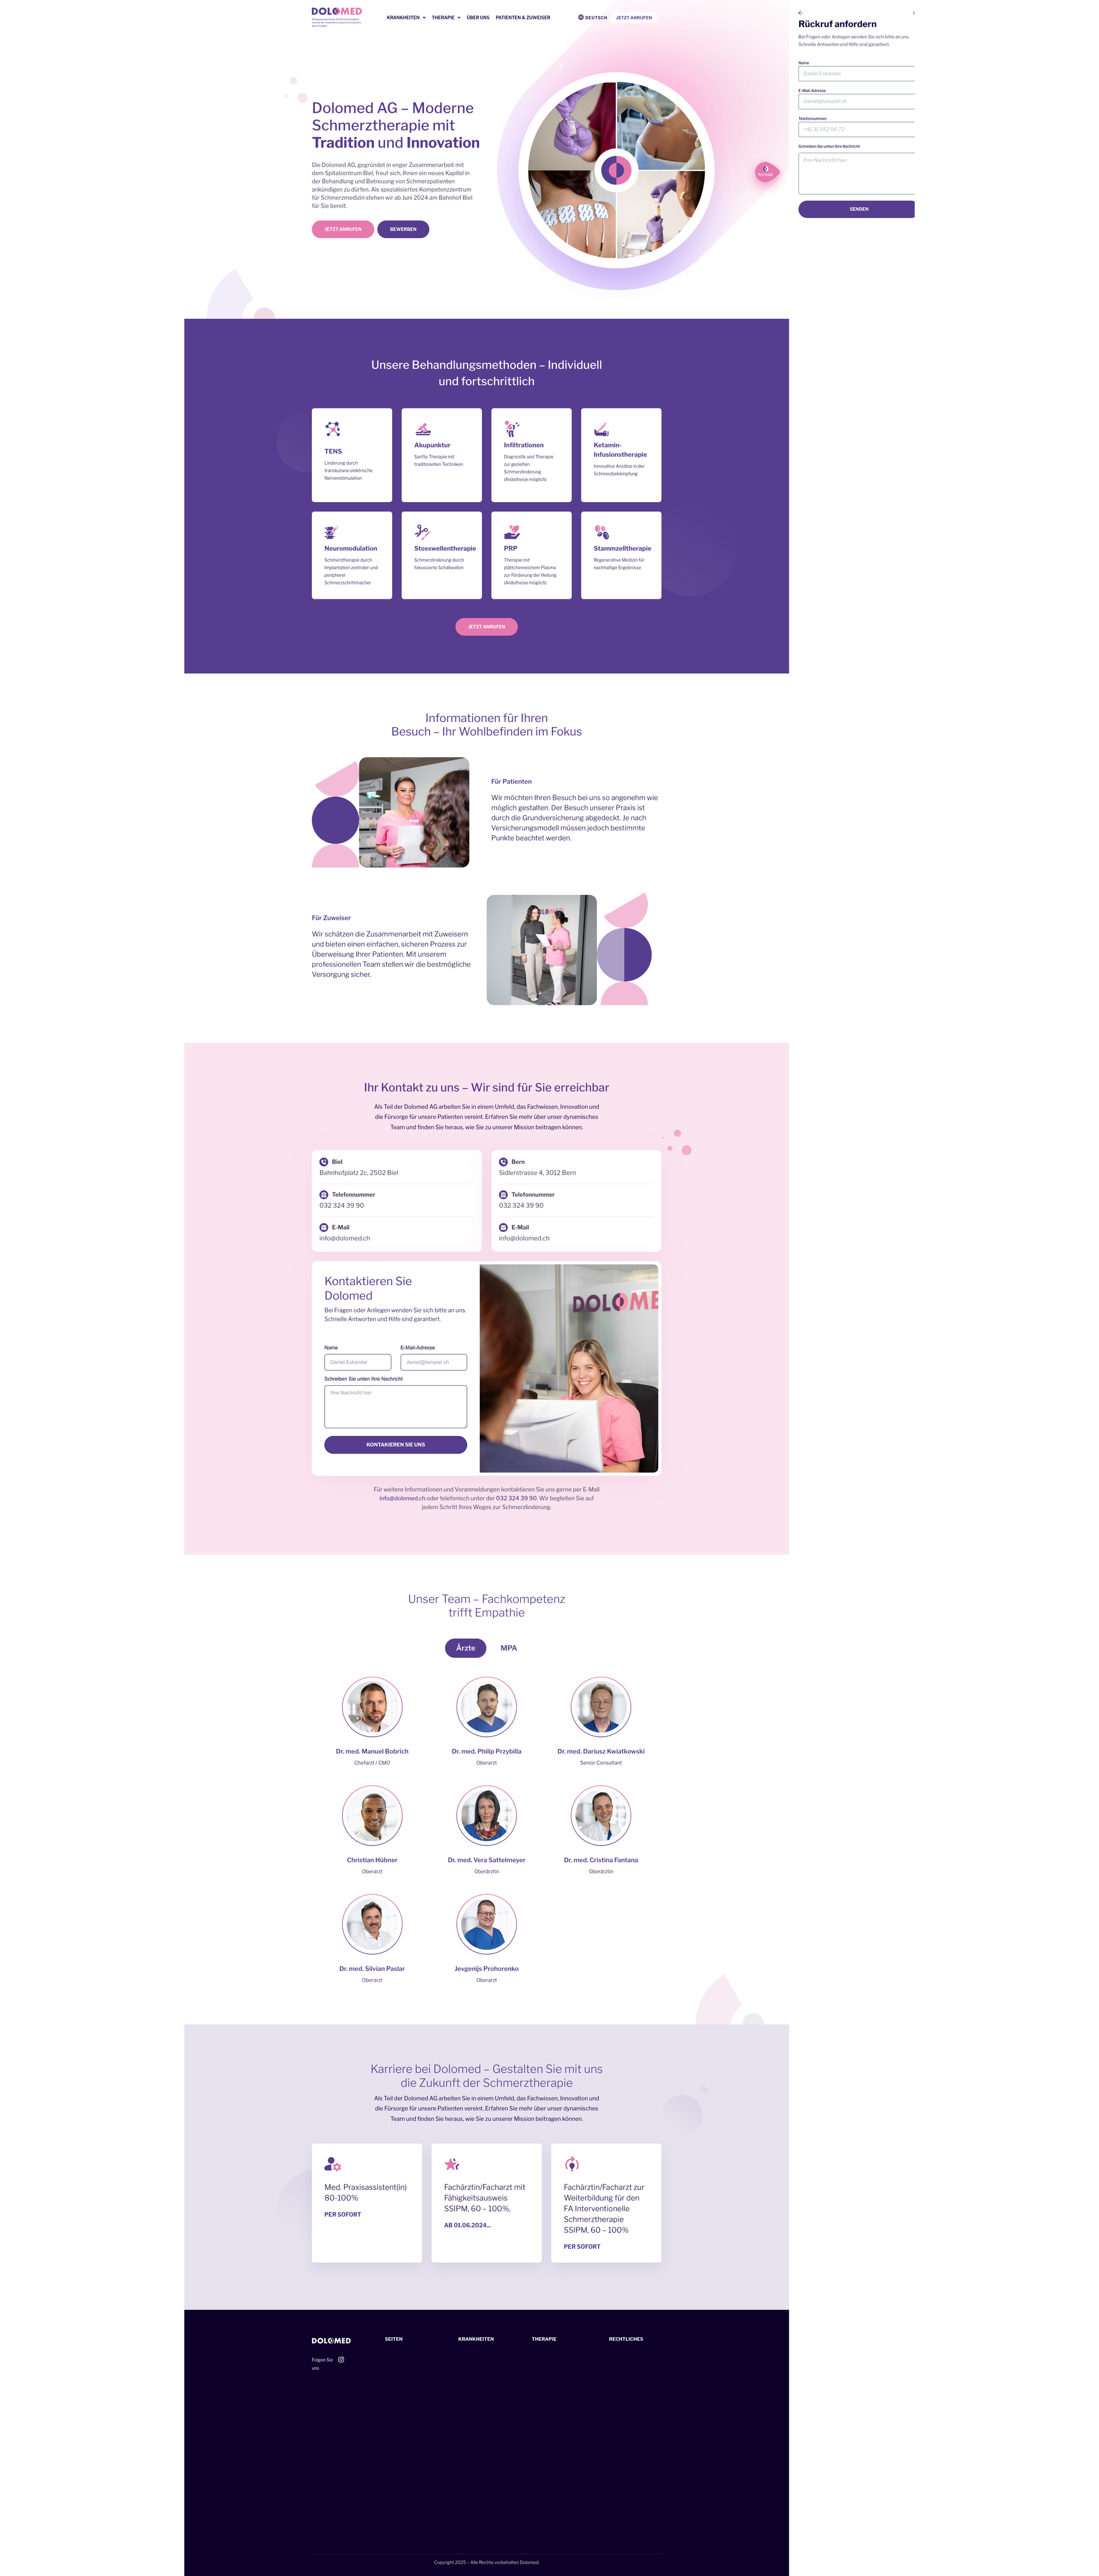 DOLOMED
KRANKHEITEN
THERAPIE
ÜBER UNS
PATIENTEN & ZUWEISER
DEUTSCH
JETZT ANRUFEN
Dolomed AG – Moderne
Schmerztherapie mit
Tradition und Innovation
Die Dolomed AG, gegründet in enger Zusammenarbeit mit
dem Spitalzentrum Biel, freut sich, Ihnen ein neues Kapitel in
der Behandlung und Betreuung von Schmerzpatienten
ankündigen zu dürfen. Als spezialisiertes Kompetenzzentrum
für Schmerzmedizin stehen wir ab Juni 2024 am Bahnhof Biel
für Sie bereit.
JETZT ANRUFEN
BEWERBEN
Kontakt
Rückruf anfordern
Bei Fragen oder Anliegen wenden Sie sich bitte an uns.
Schnelle Antworten und Hilfe sind garantiert.
Name
Daniel Eskandar
E-Mail-Adresse
daniel@beispiel.ch
Telefonnummer
+41 31 552 00 72
Schreiben Sie unten Ihre Nachricht
Ihre Nachricht hier
SENDEN
Unsere Behandlungsmethoden – Individuell
und fortschrittlich
TENS
Linderung durch
transkutane elektrische
Nervenstimulation
Akupunktur
Sanfte Therapie mit
traditionellen Techniken
Infiltrationen
Diagnostik und Therapie
zur gezielten
Schmerzlinderung
(Anästhesie möglich)
Ketamin-
Infusionstherapie
Innovative Ansätze in der
Schmerzbekämpfung
Neuromodulation
Schmerztherapie durch
Implantation zentraler und
peripherer
Schmerzschrittmacher
Stosswellentherapie
Schmerzlinderung durch
fokussierte Schallwellen
PRP
Therapie mit
plättchenreichem Plasma
zur Förderung der Heilung
(Anästhesie möglich)
Stammzelltherapie
Regenerative Medizin für
nachhaltige Ergebnisse
JETZT ANRUFEN
Informationen für Ihren
Besuch – Ihr Wohlbefinden im Fokus
Für Patienten
Wir möchten Ihren Besuch bei uns so angenehm wie
möglich gestalten. Der Besuch unserer Praxis ist
durch die Grundversicherung abgedeckt. Je nach
Versicherungsmodell müssen jedoch bestimmte
Punkte beachtet werden.
Für Zuweiser
Wir schätzen die Zusammenarbeit mit Zuweisern
und bieten einen einfachen, sicheren Prozess zur
Überweisung Ihrer Patienten. Mit unserem
professionellen Team stellen wir die bestmögliche
Versorgung sicher.
Ihr Kontakt zu uns – Wir sind für Sie erreichbar
Als Teil der Dolomed AG arbeiten Sie in einem Umfeld, das Fachwissen, Innovation und
die Fürsorge für unsere Patienten vereint. Erfahren Sie mehr über unser dynamisches
Team und finden Sie heraus, wie Sie zu unserer Mission beitragen können.
Biel
Bahnhofplatz 2c, 2502 Biel
Telefonnummer
032 324 39 90
E-Mail
info@dolomed.ch
Bern
Sidlerstrasse 4, 3012 Bern
Telefonnummer
032 324 39 90
E-Mail
info@dolomed.ch
Kontaktieren Sie
Dolomed
Bei Fragen oder Anliegen wenden Sie sich bitte an uns.
Schnelle Antworten und Hilfe sind garantiert.
Name
E-Mail-Adresse
Daniel Eskandar
daniel@beispiel.ch
Schreiben Sie unten Ihre Nachricht
Ihre Nachricht hier
KONTAKIEREN SIE UNS
DOLOMED
Für weitere Informationen und Voranmeldungen kontaktieren Sie uns gerne per E-Mail
info@dolomed.ch oder telefonisch unter der 032 324 39 90. Wir begleiten Sie auf
jedem Schritt Ihres Weges zur Schmerzlinderung.
Unser Team – Fachkompetenz
trifft Empathie
Ärzte
MPA
Dr. med. Manuel Bobrich
Chefarzt / CMO
Dr. med. Philip Przybilla
Oberarzt
Dr. med. Dariusz Kwiatkowski
Senior Consultant
Christian Hübner
Oberarzt
Dr. med. Vera Sattelmeyer
Oberärztin
Dr. med. Cristina Fantana
Oberärztin
Dr. med. Silvian Paslar
Oberarzt
Jevgenijs Prohorenko
Oberarzt
Karriere bei Dolomed – Gestalten Sie mit uns
die Zukunft der Schmerztherapie
Als Teil der Dolomed AG arbeiten Sie in einem Umfeld, das Fachwissen, Innovation und
die Fürsorge für unsere Patienten vereint. Erfahren Sie mehr über unser dynamisches
Team und finden Sie heraus, wie Sie zu unserer Mission beitragen können.
Med. Praxisassistent(in)
80-100%
PER SOFORT
Fachärztin/Facharzt mit
Fähigkeitsausweis
SSIPM, 60 – 100%,
AB 01.06.2024...
Fachärztin/Facharzt zur
Weiterbildung für den
FA Interventionelle
Schmerztherapie
SSIPM, 60 – 100%
PER SOFORT
DOLOMED
Folgen Sie
uns
SEITEN
KRANKHEITEN
THERAPIE
RECHTLICHES
Copyright 2025 – Alle Rechte vorbehalten Dolomed.